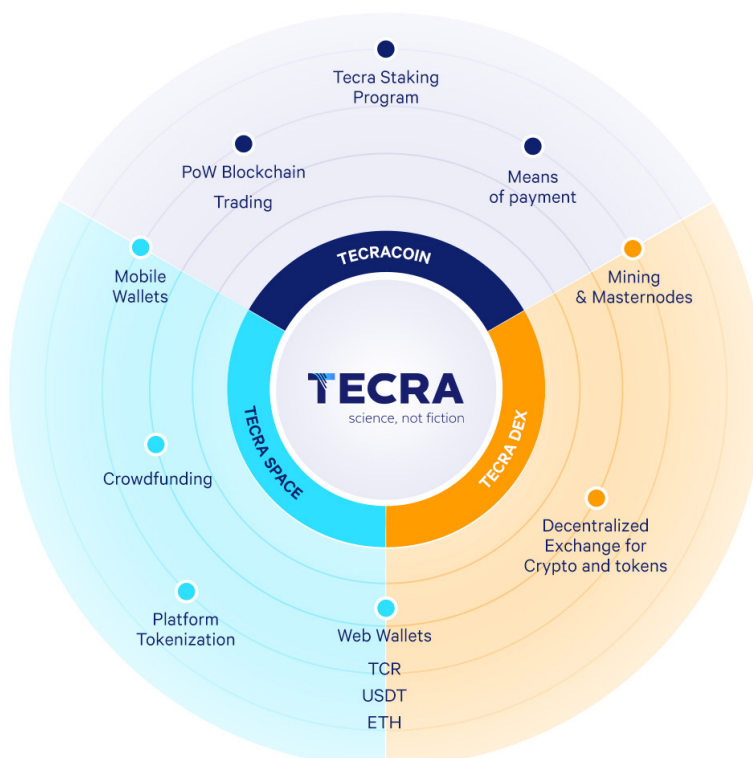 Tecra Staking
Program
PoW Blockchain
Trading
Means
of payment
TECRACOIN
Mobile
Wallets
Mining
& Masternodes
TECRA
science, not fiction
TECRA SPACE
TECRA DEX
Crowdfunding
Decentralized
Exchange for
Crypto and tokens
Platform
Tokenization
Web Wallets
TCR
USDT
ETH